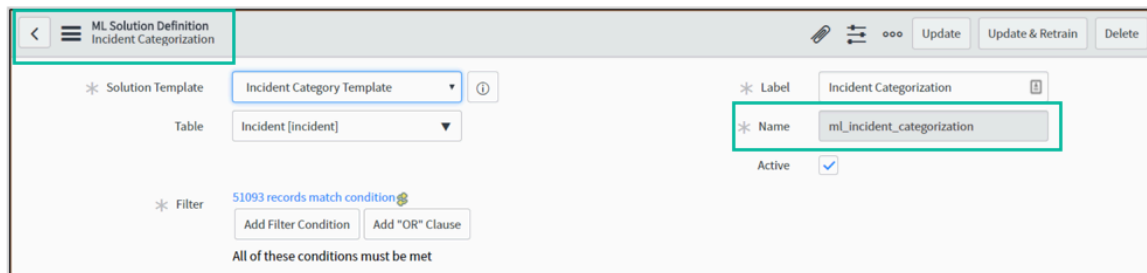 ML Solution Definition
Incident Categorization
Update
Update & Retrain
Delete
Solution Template
Incident Category Template
Label
Incident Categorization
Table
Incident [incident]
Name
ml_incident_categorization
Active
Filter
51093 records match condition
Add Filter Condition
Add "OR" Clause
All of these conditions must be met